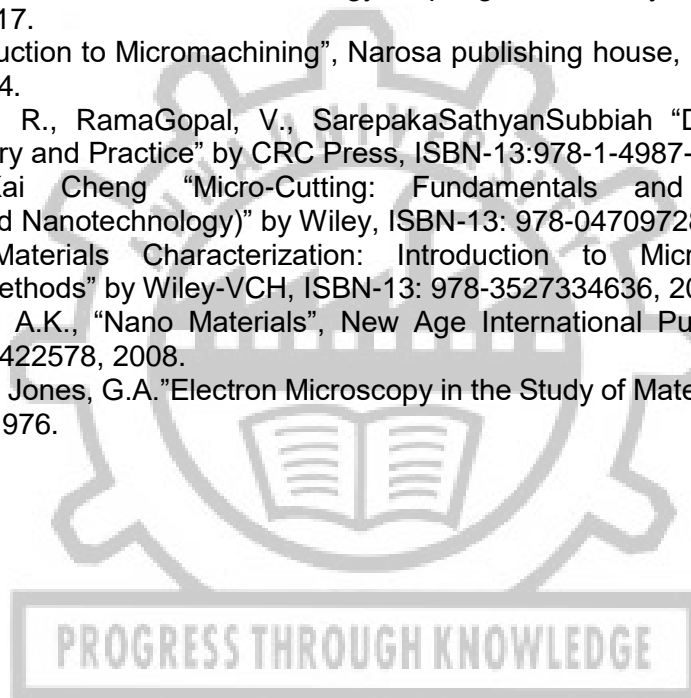 17.
uction to Micromachining”, Narosa publishing house,
4.
R., RamaGopal, V., SarepakaSathyanSubbiah “D
ry and Practice” by CRC Press, ISBN-13:978-1-4987-
Kai Cheng “Micro-Cutting: Fundamentals and
d Nanotechnology)” by Wiley, ISBN-13: 978-04709728
Materials Characterization: Introduction to Micr
ethods” by Wiley-VCH, ISBN-13: 978-3527334636, 20
A.K., “Nano Materials”, New Age International Pu
422578, 2008.
Jones, G.A.”Electron Microscopy in the Study of Mate
976.
PROGRESS THROUGH KNOWLEDGE